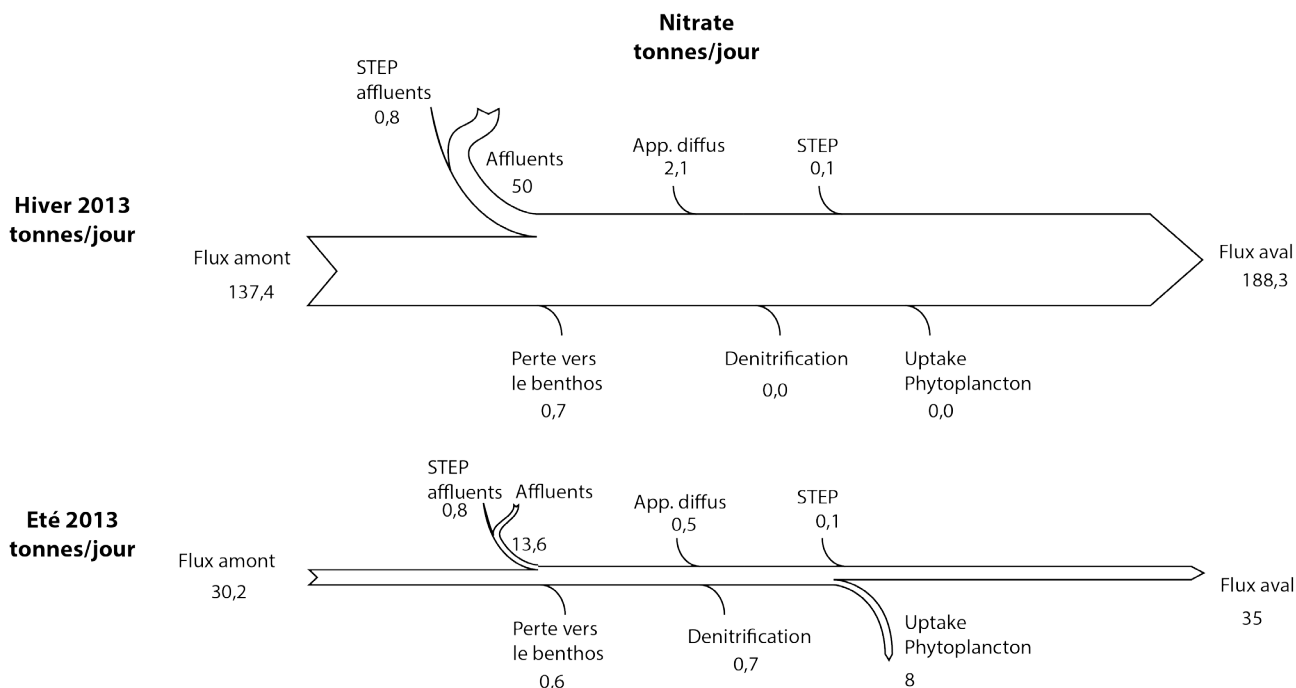 Nitrate
tonnes/jour
STEP
affluents
0,8
Affluents
50
App. diffus
2,1
STEP
0,1
Hiver 2013
tonnes/jour
Flux amont
137,4
Flux aval
188,3
Perte vers
le benthos
0,7
Denitrification
0,0
Uptake
Phytoplancton
0,0
STEP
affluents
0,8
Affluents
13,6
App. diffus
0,5
STEP
0,1
Eté 2013
tonnes/jour
Flux amont
30,2
Flux aval
35
Perte vers
le benthos
0,6
Denitrification
0,7
Uptake
Phytoplancton
8